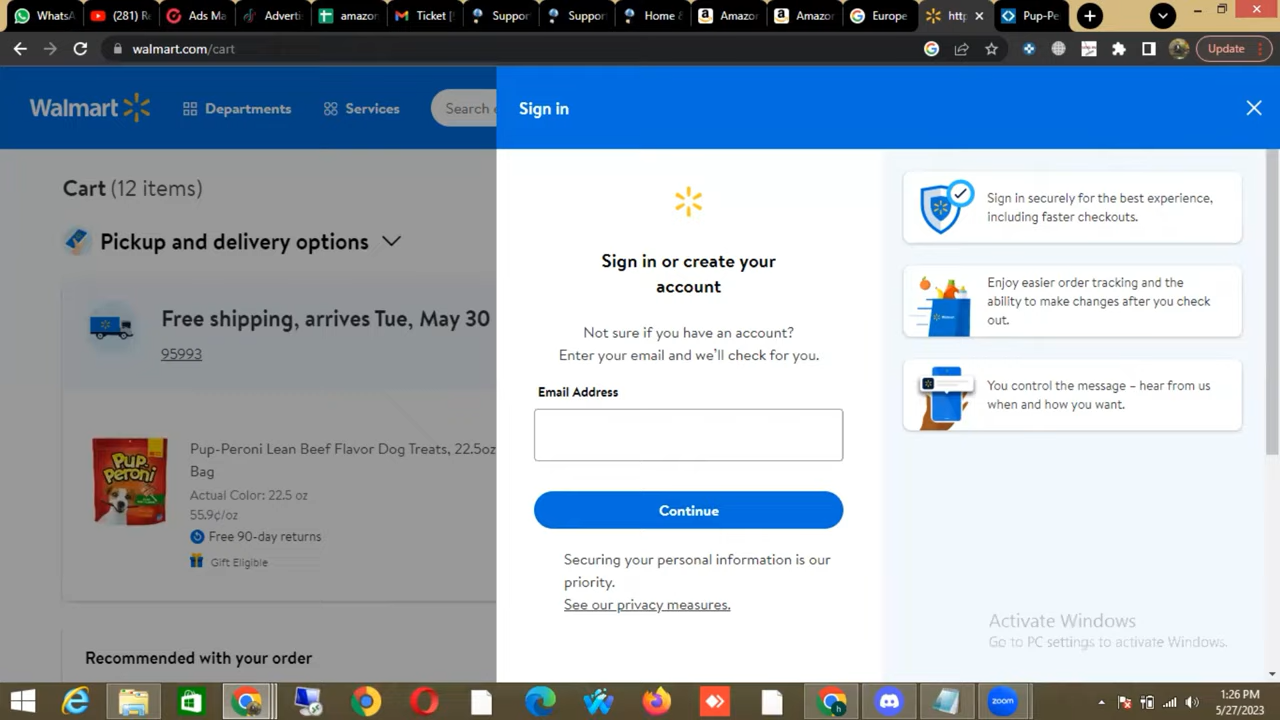 WhatsA
(281) R
Ads Ma
Adverti
amazor
Ticket [
Suppor
Suppor
Home &
Amazor
Amazor
Europe
http
Pup-Pe
walmart.com/cart
Update
Walmart
Departments
Services
Search e
Sign in
Cart (12 items)
Pickup and delivery options
Free shipping, arrives Tue, May 30
95993
Pup-Peroni Lean Beef Flavor Dog Treats, 22.5oz
Bag
Actual Color: 22.5 oz
55.9¢/oz
Free 90-day returns
Gift Eligible
Pup-
Peroni
Recommended with your order
Sign in or create your
account
Not sure if you have an account?
Enter your email and we'll check for you.
Email Address
Continue
Securing your personal information is our
priority.
See our privacy measures.
Sign in securely for the best experience,
including faster checkouts.
Enjoy easier order tracking and the
ability to make changes after you check
out.
You control the message – hear from us
when and how you want.
Activate Windows
Go to PC settings to activate Windows.
zoom
1:26 PM
5/27/2023